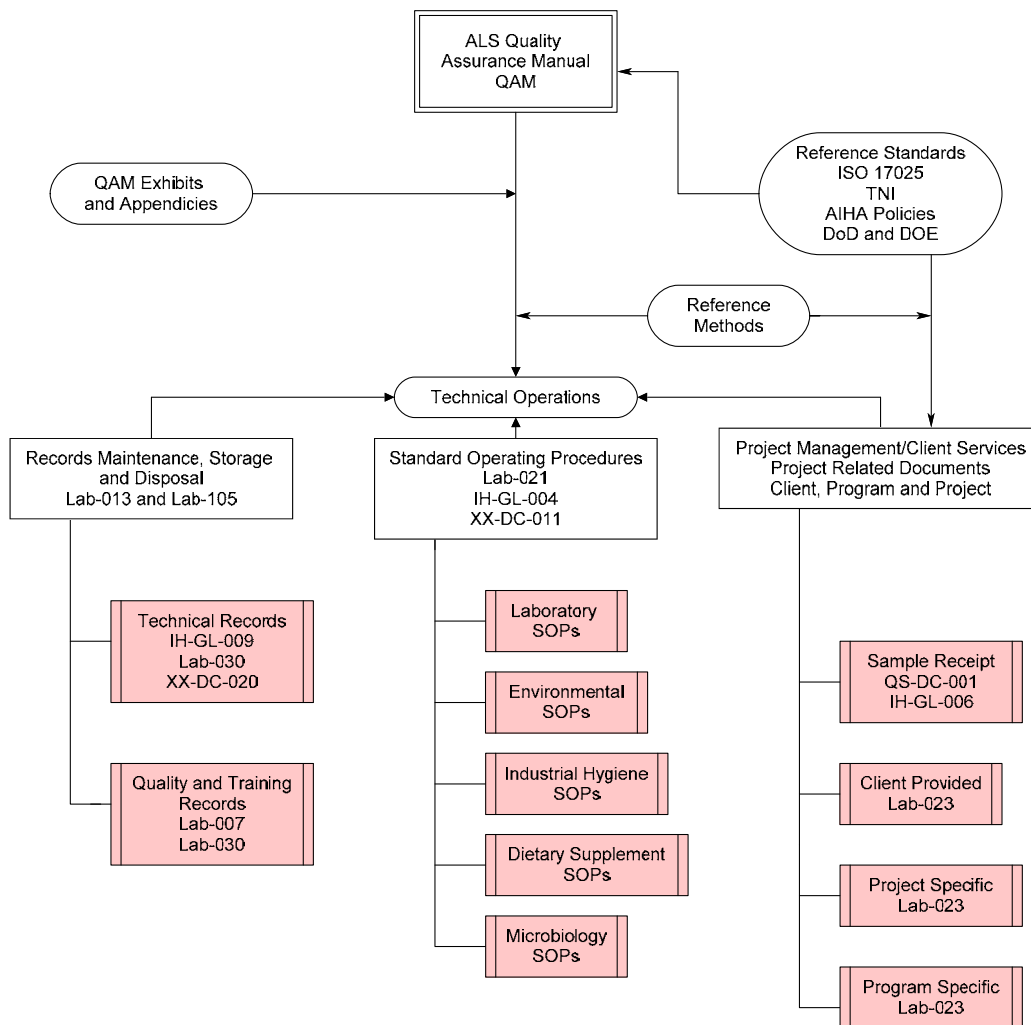 ALS Quality
Assurance Manual
QAM
Reference Standards
ISO 17025
TNI
AIHA Policies
DoD and DOE
QAM Exhibits
and Appendicies
Reference
Methods
Technical Operations
Records Maintenance, Storage
and Disposal
Lab-013 and Lab-105
Standard Operating Procedures
Lab-021
IH-GL-004
XX-DC-011
Project Management/Client Services
Project Related Documents
Client, Program and Project
Technical Records
IH-GL-009
Lab-030
XX-DC-020
Quality and Training
Records
Lab-007
Lab-030
Laboratory
SOPs
Environmental
SOPs
Industrial Hygiene
SOPs
Dietary Supplement
SOPs
Microbiology
SOPs
Sample Receipt
QS-DC-001
IH-GL-006
Client Provided
Lab-023
Project Specific
Lab-023
Program Specific
Lab-023